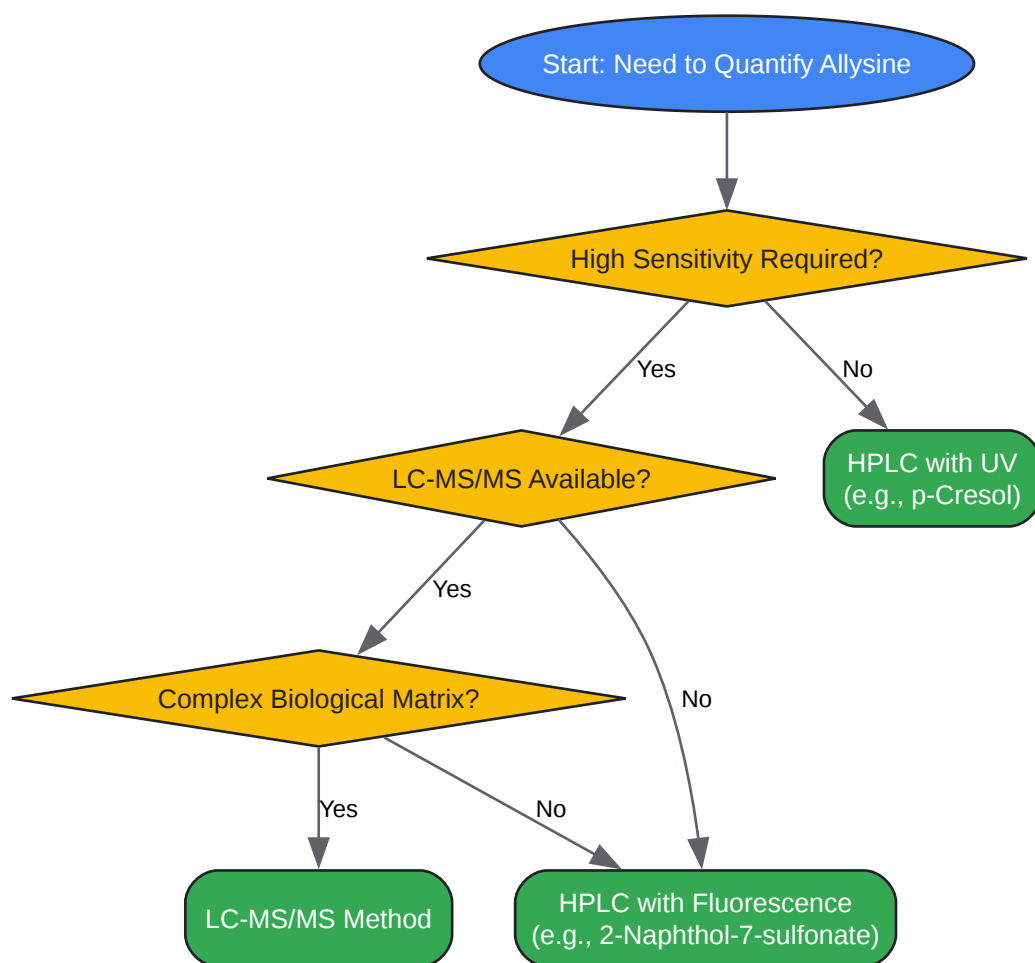 Start: Need to Quantify Allysine
High Sensitivity Required?
Yes
No
LC-MS/MS Available?
HPLC with UV
(e.g., p-Cresol)
Yes
No
Complex Biological Matrix?
Yes
No
LC-MS/MS Method
HPLC with Fluorescence
(e.g., 2-Naphthol-7-sulfonate)